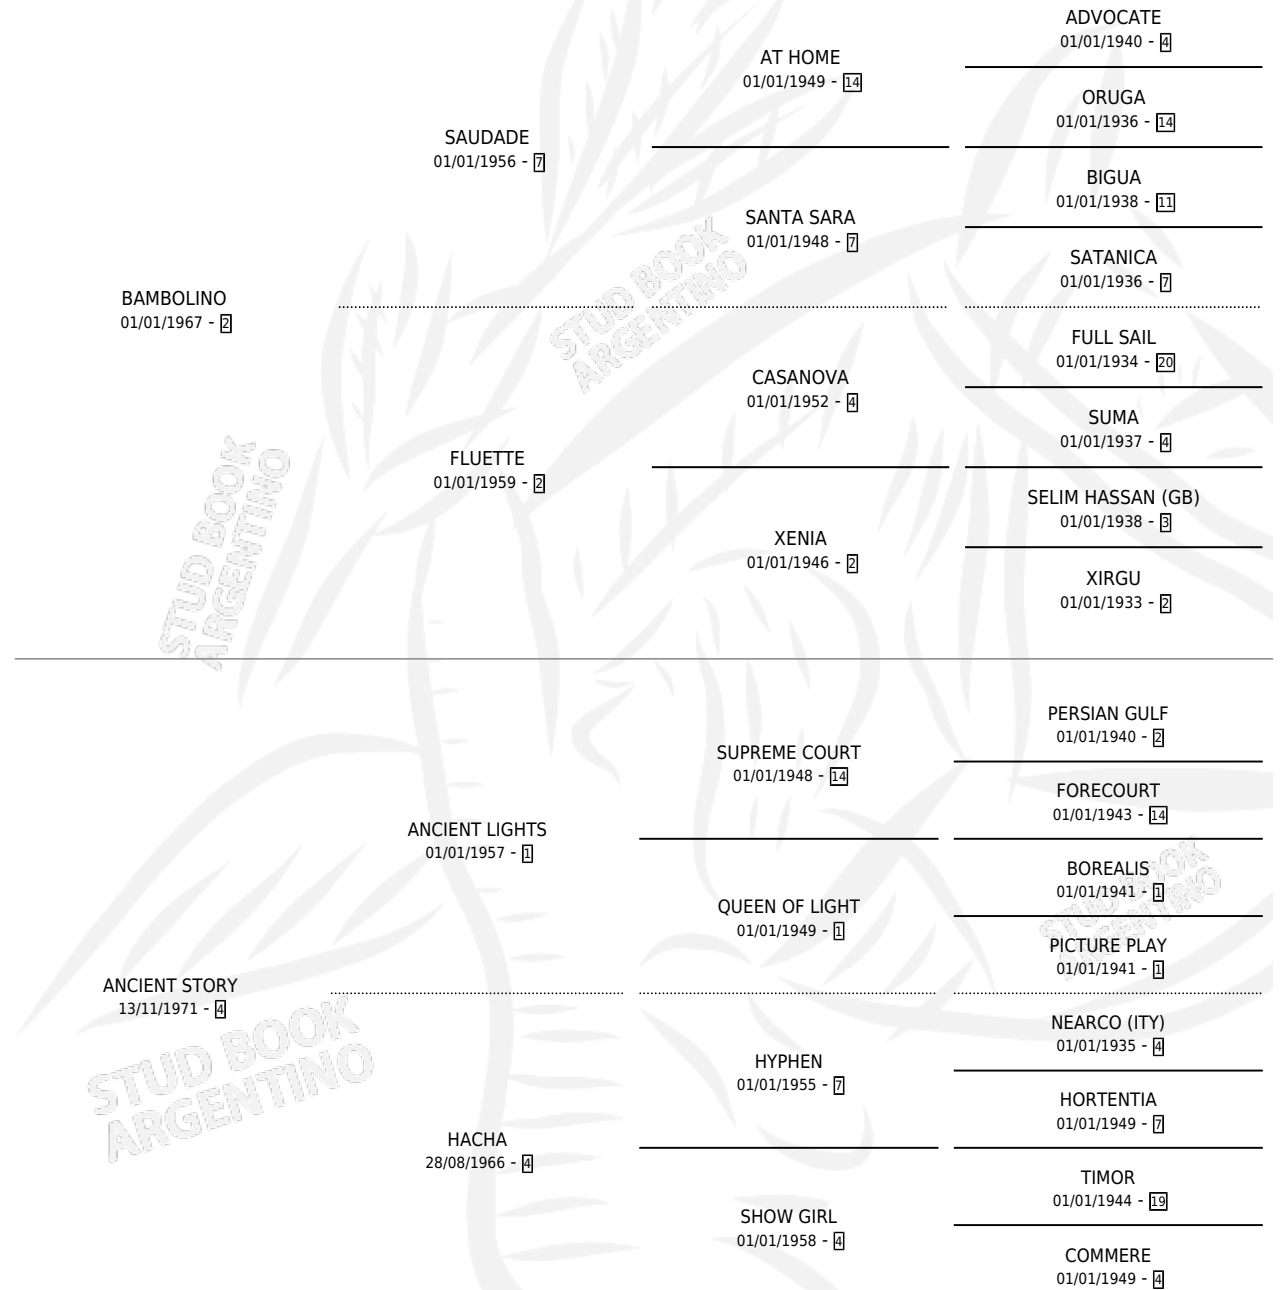 ADVOCATE
01/01/1940 - 4
AT HOME
01/01/1949 - 14
ORUGA
01/01/1936 - 14
SAUDADE
01/01/1956 - 7
BIGUA
01/01/1938 - 11
SANTA SARA
01/01/1948 - 7
SATANICA
01/01/1936 - 7
BAMBOLINO
01/01/1967 - 2
FULL SAIL
01/01/1934 - 20
CASANOVA
01/01/1952 - 4
SUMA
01/01/1937 - 4
FLUETTE
01/01/1959 - 2
SELIM HASSAN (GB)
01/01/1938 - 3
XENIA
01/01/1946 - 2
XIRGU
01/01/1933 - 2
PERSIAN GULF
01/01/1940 - 2
SUPREME COURT
01/01/1948 - 14
FORECOURT
01/01/1943 - 14
ANCIENT LIGHTS
01/01/1957 - 1
BOREALIS
01/01/1941 - 1
QUEEN OF LIGHT
01/01/1949 - 1
PICTURE PLAY
01/01/1941 - 1
ANCIENT STORY
13/11/1971 - 4
NEARCO (ITY)
01/01/1935 - 4
HYPHEN
01/01/1955 - 7
HORTENTIA
01/01/1949 - 7
HACHA
28/08/1966 - 4
TIMOR
01/01/1944 - 19
SHOW GIRL
01/01/1958 - 4
COMMERE
01/01/1949 - 4
STUD BOOK
ARGENTINO
STUD BOOK
ARGENTINO
STUD BOOK
ARGENTINO
STUD BOOK
ARGENTINO